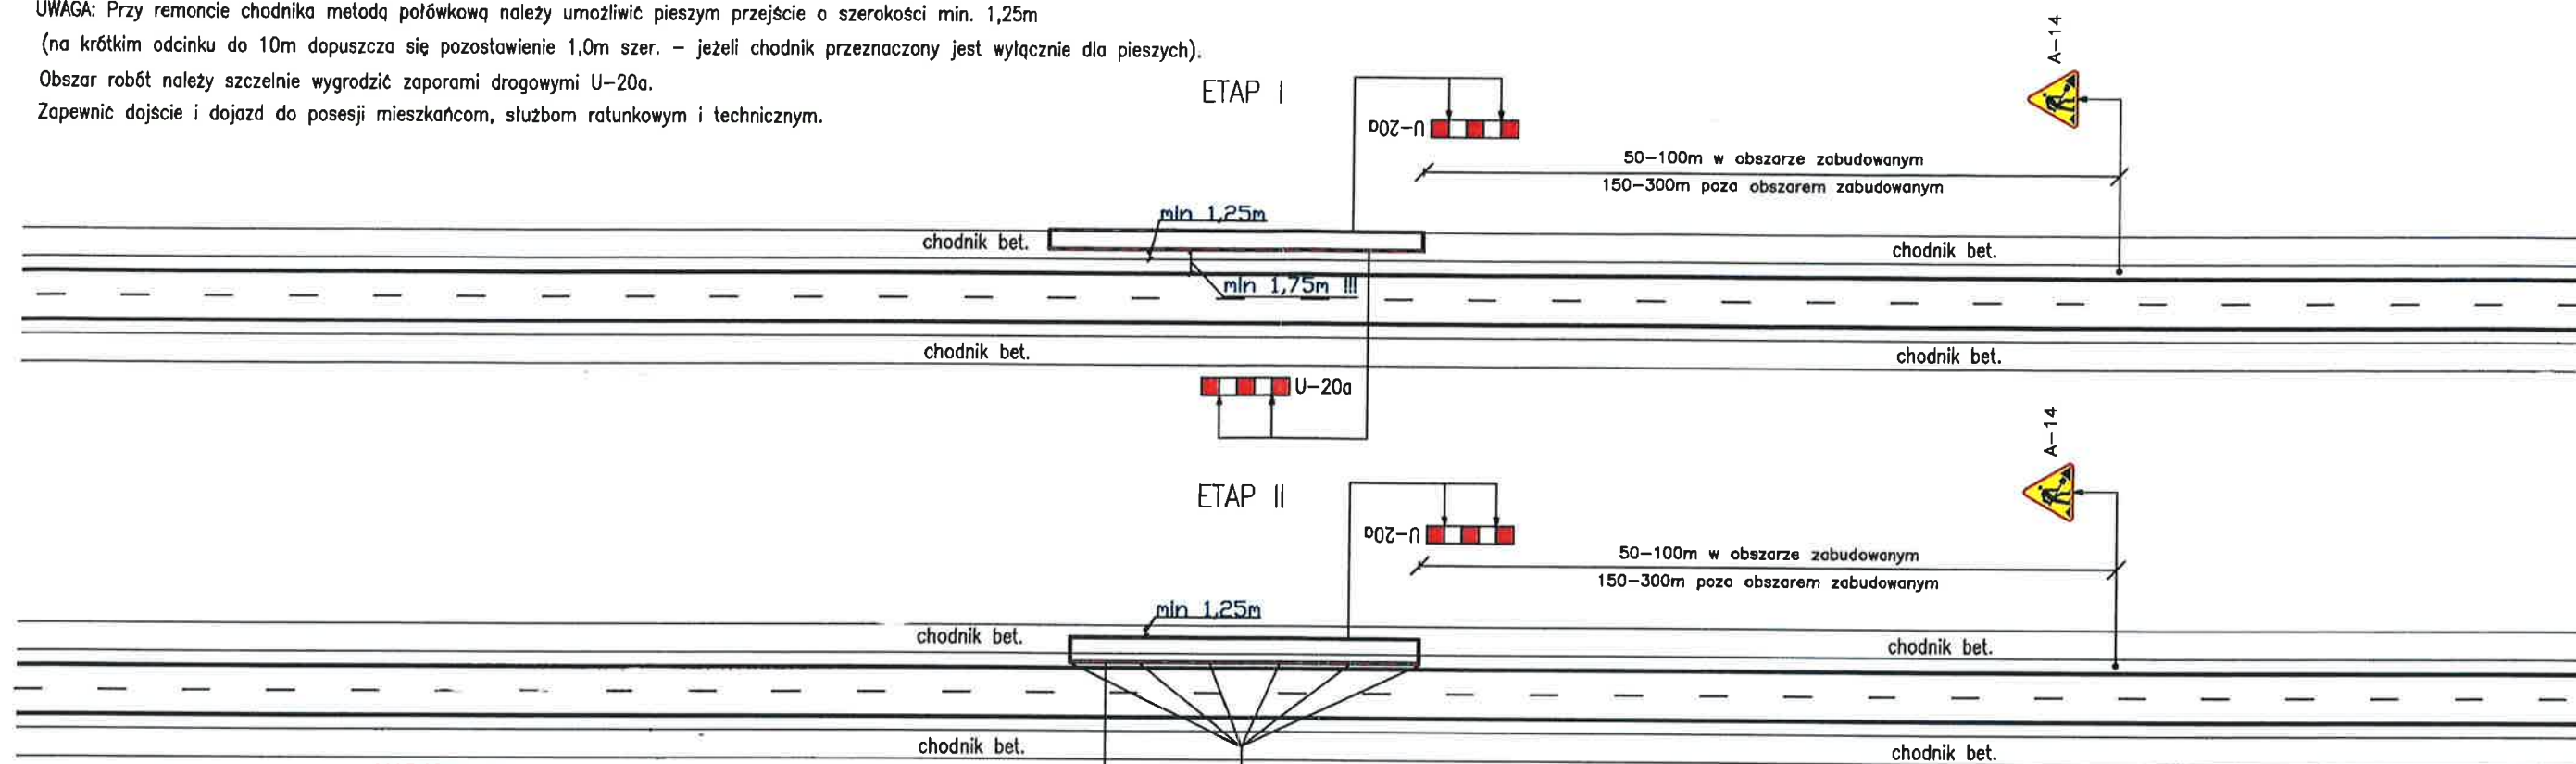 UWAGA: Przy remoncie chodnika metodą połówkową należy umożliwić pieszym przejście o szerokości min. 1,25m
(na krótkim odcinku do 10m dopuszcza się pozostawienie 1,0m szer. – jeżeli chodnik przeznaczony jest wyłącznie dla pieszych).
Obszar robót należy szczelnie wygrodzić zaporami drogowymi U–20a.
Zapewnić dojście i dojazd do posesji mieszkańcom, służbom ratunkowym i technicznym.
ETAP I
A–14
U–20a
50–100m w obszarze zabudowanym
150–300m poza obszarem zabudowanym
min 1,25m
chodnik bet.
chodnik bet.
min 1,75m !!!
chodnik bet.
chodnik bet.
U–20a
A–14
ETAP II
U–20a
50–100m w obszarze zabudowanym
150–300m poza obszarem zabudowanym
min 1,25m
chodnik bet.
chodnik bet.
chodnik bet.
chodnik bet.